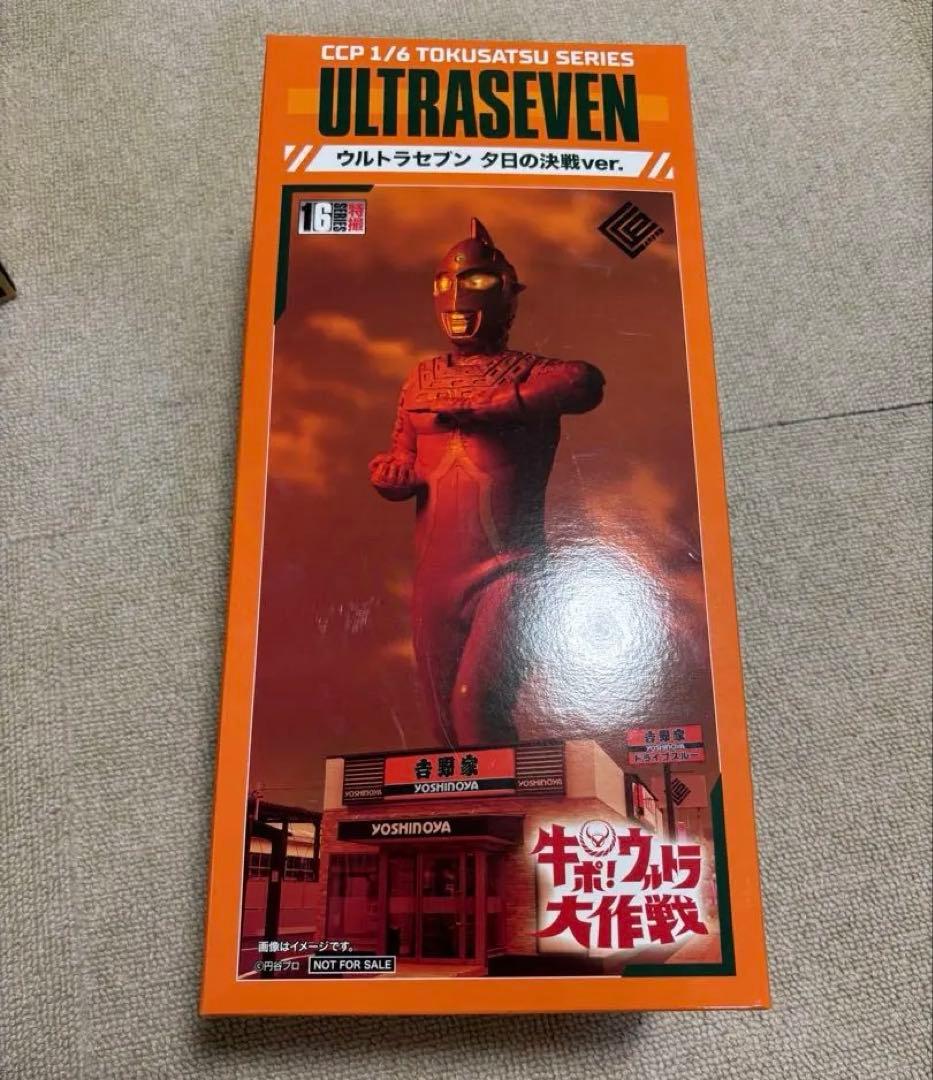 CCP 1/6 TOKUSATSU SERIES
ULTRASEVEN
ウルトラセブン 夕日の決戦ver.
1/6 SERIES 特撮
吉野家
YOSHINOYA
YOSHINOYA
YOSHINOYA
YOSHINOYA
吉野家
YOSHINOYA
ドライブスルー
牛ポ!ウルトラ
大作戦
画像はイメージです。
©円谷プロ NOT FOR SALE